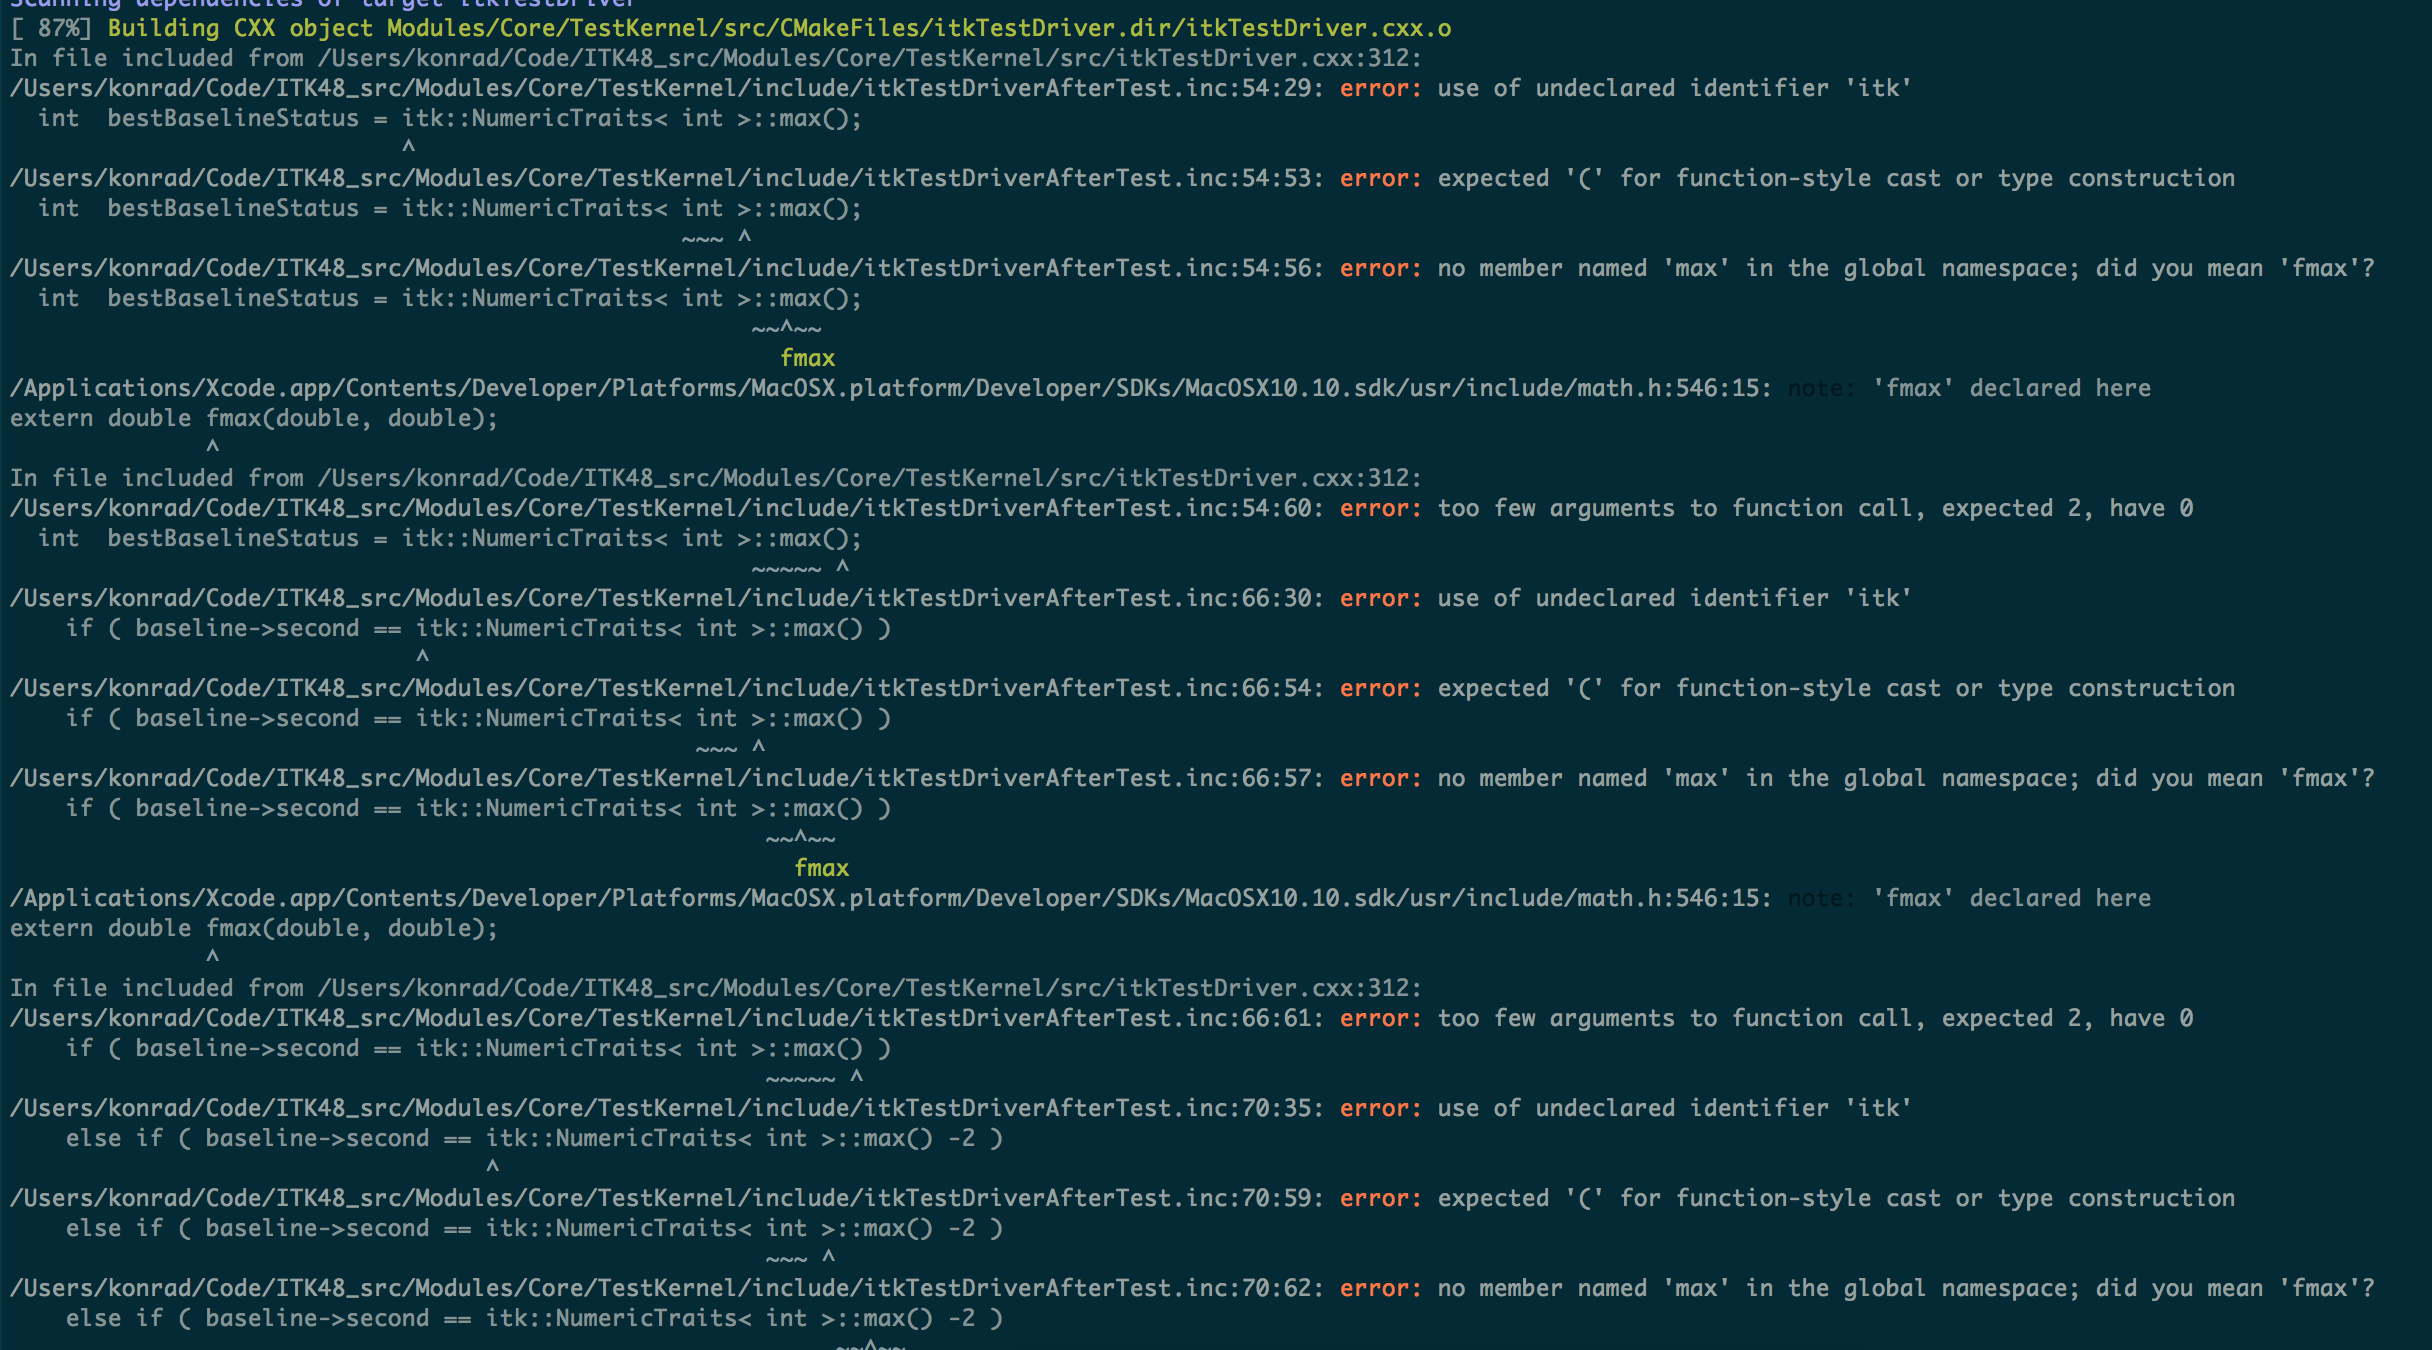 Scanning dependencies of target itkTestDriver
[ 87%] Building CXX object Modules/Core/TestKernel/src/CMakeFiles/itkTestDriver.dir/itkTestDriver.cxx.o
In file included from /Users/konrad/Code/ITK48_src/Modules/Core/TestKernel/src/itkTestDriver.cxx:312:
/Users/konrad/Code/ITK48_src/Modules/Core/TestKernel/include/itkTestDriverAfterTest.inc:54:29: error: use of undeclared identifier 'itk'
  int  bestBaselineStatus = itk::NumericTraits< int >::max();
                            ^
/Users/konrad/Code/ITK48_src/Modules/Core/TestKernel/include/itkTestDriverAfterTest.inc:54:53: error: expected '(' for function-style cast or type construction
  int  bestBaselineStatus = itk::NumericTraits< int >::max();
                                                ~~~ ^
/Users/konrad/Code/ITK48_src/Modules/Core/TestKernel/include/itkTestDriverAfterTest.inc:54:56: error: no member named 'max' in the global namespace; did you mean 'fmax'?
  int  bestBaselineStatus = itk::NumericTraits< int >::max();
                                                     ~~^~~
                                                       fmax
/Applications/Xcode.app/Contents/Developer/Platforms/MacOSX.platform/Developer/SDKs/MacOSX10.10.sdk/usr/include/math.h:546:15: note: 'fmax' declared here
extern double fmax(double, double);
              ^
In file included from /Users/konrad/Code/ITK48_src/Modules/Core/TestKernel/src/itkTestDriver.cxx:312:
/Users/konrad/Code/ITK48_src/Modules/Core/TestKernel/include/itkTestDriverAfterTest.inc:54:60: error: too few arguments to function call, expected 2, have 0
  int  bestBaselineStatus = itk::NumericTraits< int >::max();
                                                     ~~~~~ ^
/Users/konrad/Code/ITK48_src/Modules/Core/TestKernel/include/itkTestDriverAfterTest.inc:66:30: error: use of undeclared identifier 'itk'
    if ( baseline->second == itk::NumericTraits< int >::max() )
                             ^
/Users/konrad/Code/ITK48_src/Modules/Core/TestKernel/include/itkTestDriverAfterTest.inc:66:54: error: expected '(' for function-style cast or type construction
    if ( baseline->second == itk::NumericTraits< int >::max() )
                                                 ~~~ ^
/Users/konrad/Code/ITK48_src/Modules/Core/TestKernel/include/itkTestDriverAfterTest.inc:66:57: error: no member named 'max' in the global namespace; did you mean 'fmax'?
    if ( baseline->second == itk::NumericTraits< int >::max() )
                                                      ~~^~~
                                                        fmax
/Applications/Xcode.app/Contents/Developer/Platforms/MacOSX.platform/Developer/SDKs/MacOSX10.10.sdk/usr/include/math.h:546:15: note: 'fmax' declared here
extern double fmax(double, double);
              ^
In file included from /Users/konrad/Code/ITK48_src/Modules/Core/TestKernel/src/itkTestDriver.cxx:312:
/Users/konrad/Code/ITK48_src/Modules/Core/TestKernel/include/itkTestDriverAfterTest.inc:66:61: error: too few arguments to function call, expected 2, have 0
    if ( baseline->second == itk::NumericTraits< int >::max() )
                                                      ~~~~~ ^
/Users/konrad/Code/ITK48_src/Modules/Core/TestKernel/include/itkTestDriverAfterTest.inc:70:35: error: use of undeclared identifier 'itk'
    else if ( baseline->second == itk::NumericTraits< int >::max() -2 )
                                  ^
/Users/konrad/Code/ITK48_src/Modules/Core/TestKernel/include/itkTestDriverAfterTest.inc:70:59: error: expected '(' for function-style cast or type construction
    else if ( baseline->second == itk::NumericTraits< int >::max() -2 )
                                                      ~~~ ^
/Users/konrad/Code/ITK48_src/Modules/Core/TestKernel/include/itkTestDriverAfterTest.inc:70:62: error: no member named 'max' in the global namespace; did you mean 'fmax'?
    else if ( baseline->second == itk::NumericTraits< int >::max() -2 )
                                                           ~~^~~